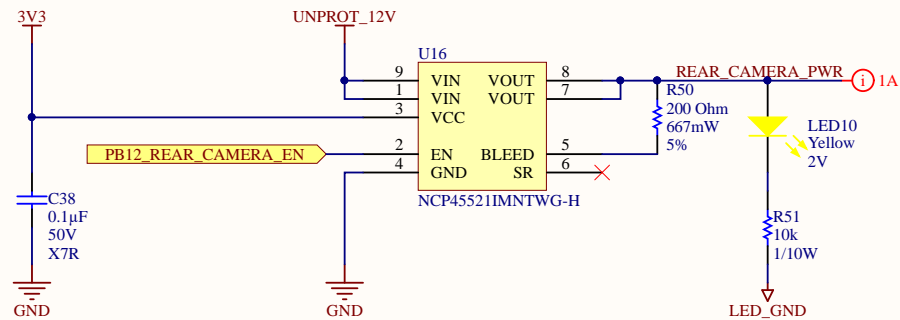 3V3
UNPROT_12V
U16
9 VIN VOUT 8
1 VIN VOUT 7
3 VCC
2 EN BLEED 5
4 GND SR 6
NCP45521IMNTWG-H
PB12_REAR_CAMERA_EN
REAR_CAMERA_PWR
i 1A
R50
200 Ohm
667mW
5%
LED10
Yellow
2V
C38
0.1µF
50V
X7R
R51
10k
1/10W
GND
GND
LED_GND